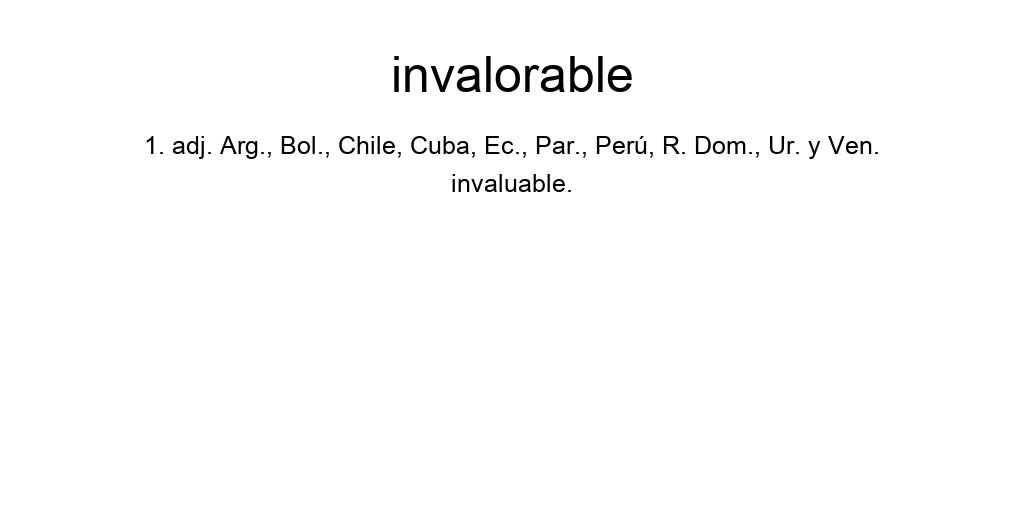 invalorable
1. adj. Arg., Bol., Chile, Cuba, Ec., Par., Perú, R. Dom., Ur. y Ven.
invaluable.